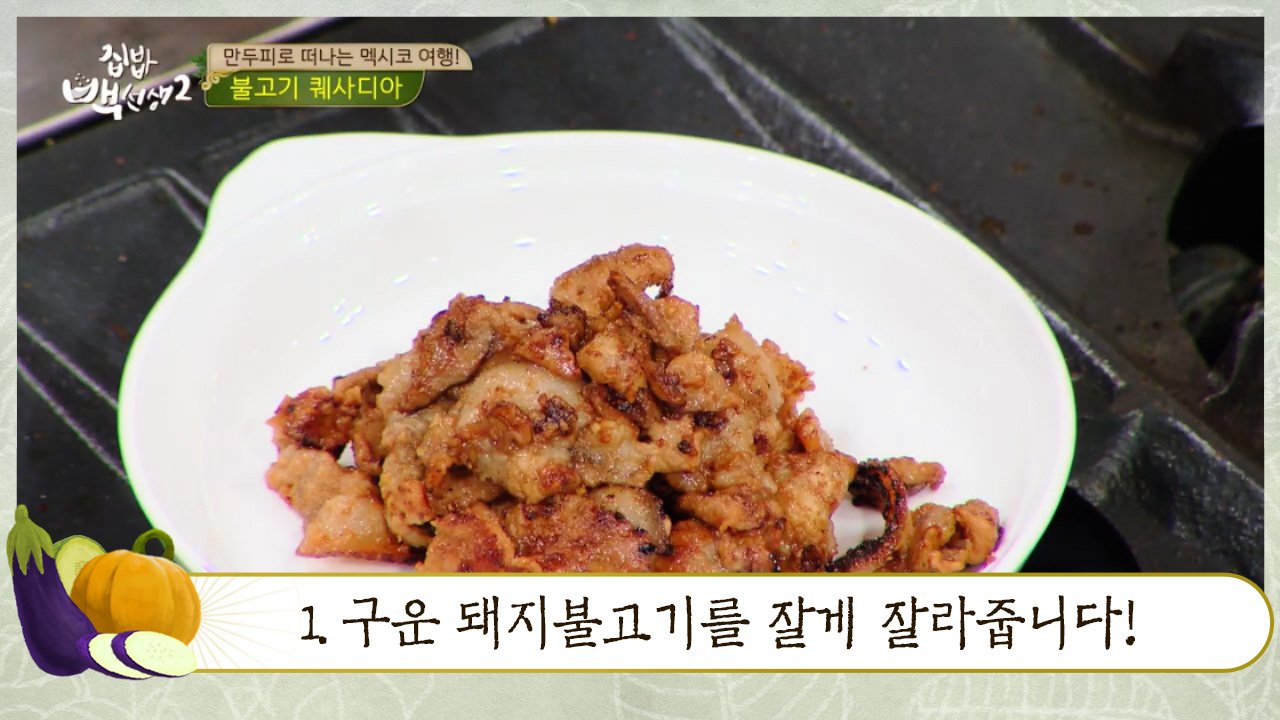 집밥
백선생2
만두피로 떠나는 멕시코 여행!
불고기 퀘사디아
1. 구운 돼지불고기를 잘게 잘라줍니다!